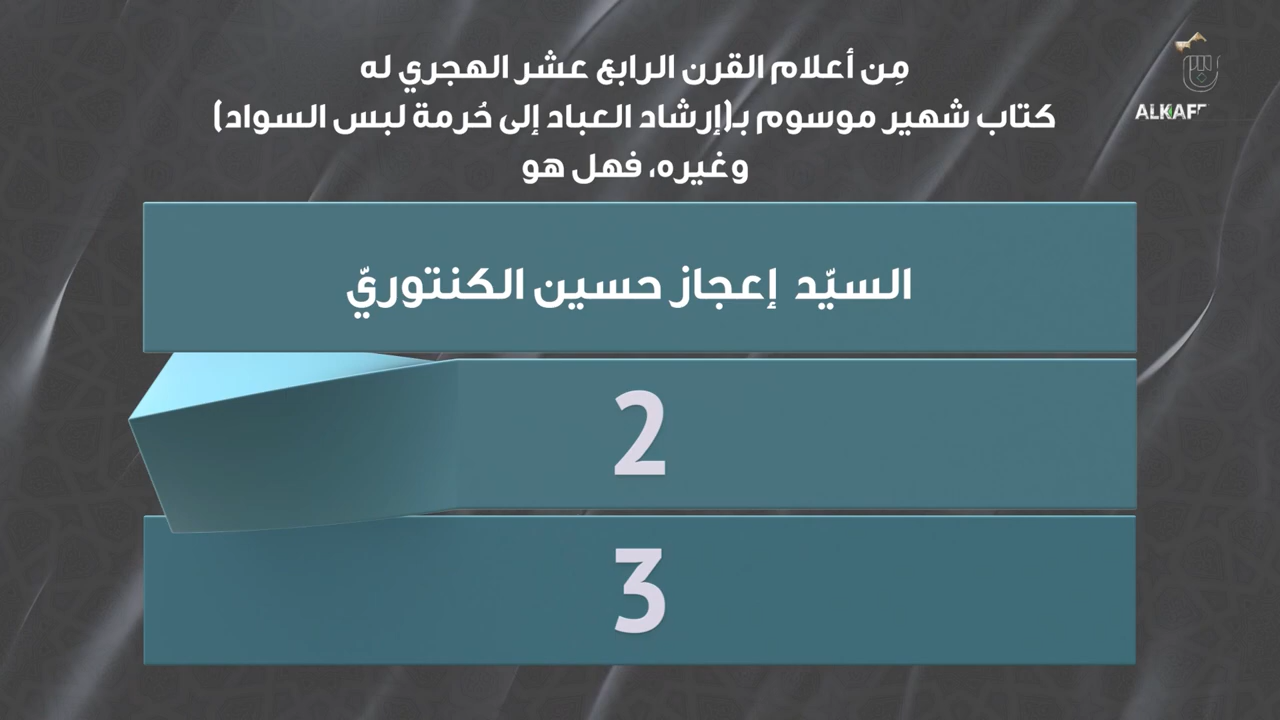 مِن أعلام القرن الرابع عشر الهجري له
كتاب شهير موسوم بـ(إرشاد العباد إلى حُرمة لبس السواد)
وغيره، فهل هو
ALKAF
السيّد إعجاز حسين الكنتوريّ
2
3